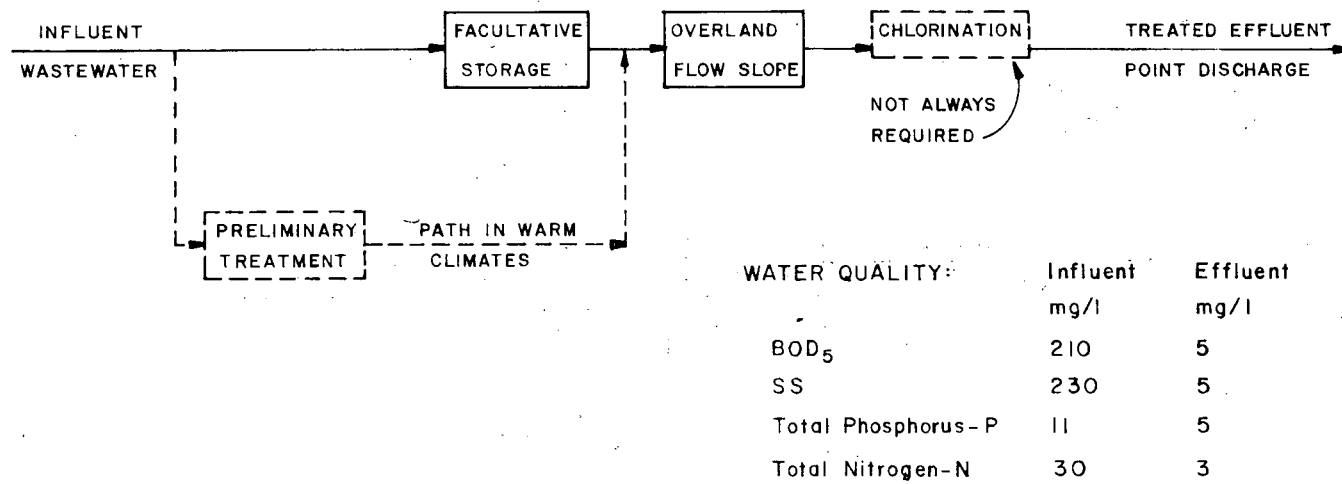 INFLUENT
WASTEWATER
FACULTATIVE
STORAGE
OVERLAND
FLOW SLOPE
CHLORINATION
TREATED EFFLUENT
POINT DISCHARGE
NOT ALWAYS
REQUIRED
PRELIMINARY
TREATMENT
PATH IN WARM
CLIMATES
WATER QUALITY: Influent Effluent
mg/l mg/l
BOD5 210 5
SS 230 5
Total Phosphorus-P 11 5
Total Nitrogen-N 30 3